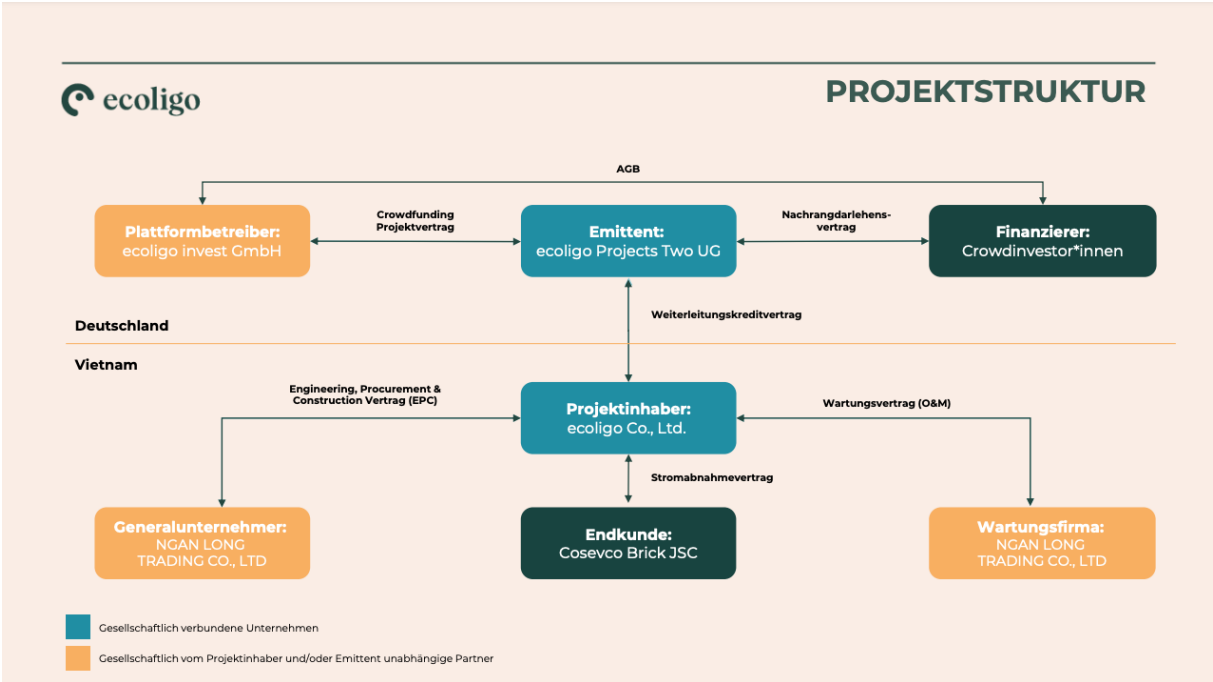 ecoligo
PROJEKTSTRUKTUR
AGB
Plattformbetreiber:
ecoligo invest GmbH
Crowdfunding
Projektvertrag
Emittent:
ecoligo Projects Two UG
Nachrangdarlehens-
vertrag
Finanzierer:
Crowdinvestor*innen
Weiterleitungskreditvertrag
Deutschland
Vietnam
Engineering, Procurement &
Construction Vertrag (EPC)
Projektinhaber:
ecoligo Co., Ltd.
Wartungsvertrag (O&M)
Stromabnahmevertrag
Generalunternehmer:
NGAN LONG
TRADING CO., LTD
Endkunde:
Cosevco Brick JSC
Wartungsfirma:
NGAN LONG
TRADING CO., LTD
Gesellschaftlich verbundene Unternehmen
Gesellschaftlich vom Projektinhaber und/oder Emittent unabhängige Partner